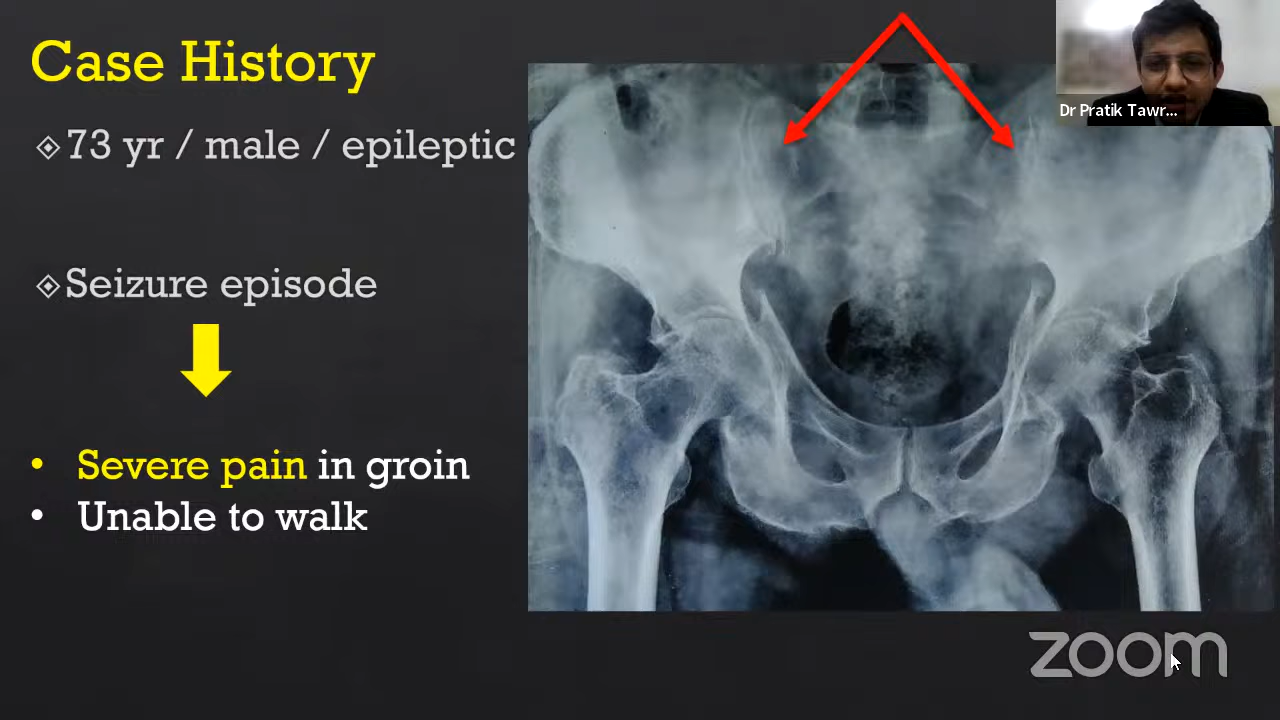 Case History
73 yr / male / epileptic
Seizure episode
Severe pain in groin
Unable to walk
Dr Pratik Tawr...
zoom